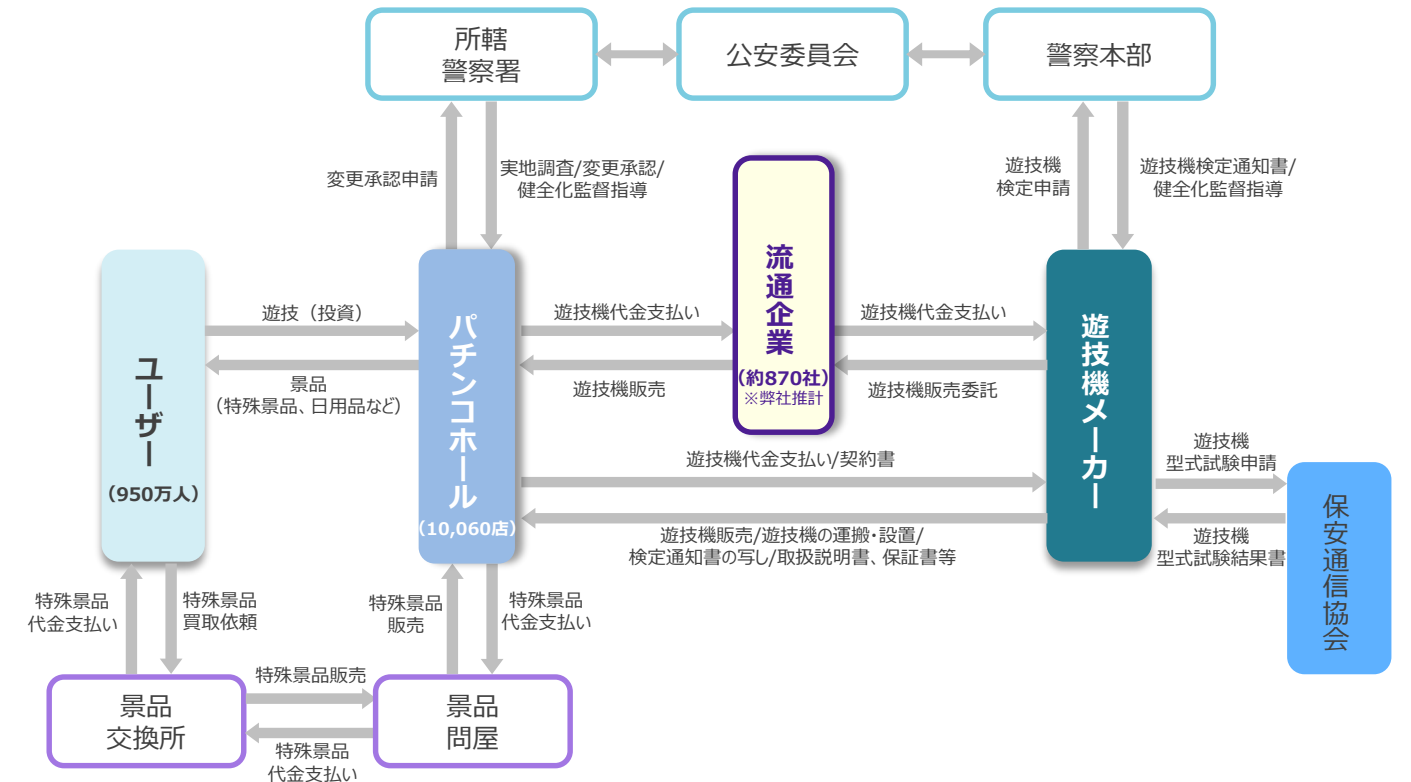 所轄
警察署
公安委員会
警察本部
変更承認申請
実地調査/変更承認/
健全化監督指導
遊技機
検定申請
遊技機検定通知書/
健全化監督指導
ユーザー
(950万人)
遊技（投資）
景品
（特殊景品、日用品など）
パチンコホール
(10,060店)
遊技機代金支払い
遊技機販売
流通企業
(約870社)
※弊社推計
遊技機代金支払い
遊技機販売委託
遊技機メーカー
遊技機代金支払い/契約書
遊技機販売/遊技機の運搬・設置/
検定通知書の写し/取扱説明書、保証書等
遊技機
型式試験申請
遊技機
型式試験結果書
保安通信協会
特殊景品
代金支払い
特殊景品
買取依頼
特殊景品
販売
特殊景品
代金支払い
景品
交換所
特殊景品販売
特殊景品
代金支払い
景品
問屋